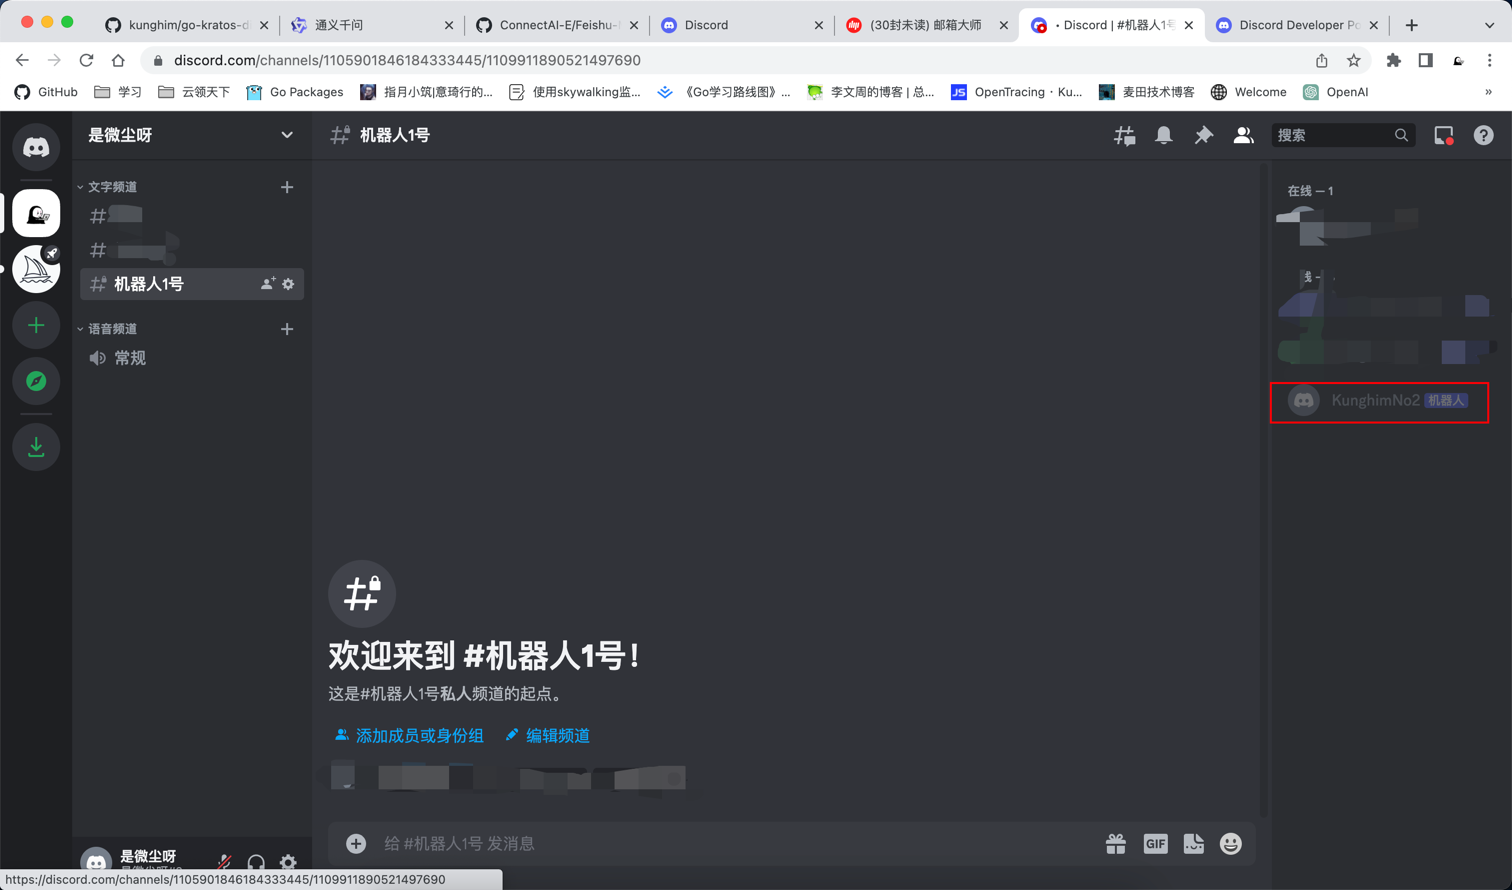 kunghim/go-kratos-d
通义千问
ConnectAI-E/Feishu-
Discord
(30封未读) 邮箱大师
• Discord | #机器人1号
Discord Developer Po
discord.com/channels/1105901846184333445/1109911890521497690
GitHub
学习
云领天下
Go Packages
指月小筑|意琦行的...
使用skywalking监...
《Go学习路线图》...
李文周的博客 | 总...
JS
OpenTracing · Ku...
麦田技术博客
Welcome
OpenAI
»
是微尘呀
机器人1号
搜索
文字频道
机器人1号
语音频道
常规
在线 — 1
KunghimNo2 机器人
欢迎来到 #机器人1号！
这是#机器人1号私人频道的起点。
添加成员或身份组
编辑频道
给 #机器人1号 发消息
GIF
是微尘呀
https://discord.com/channels/1105901846184333445/1109911890521497690